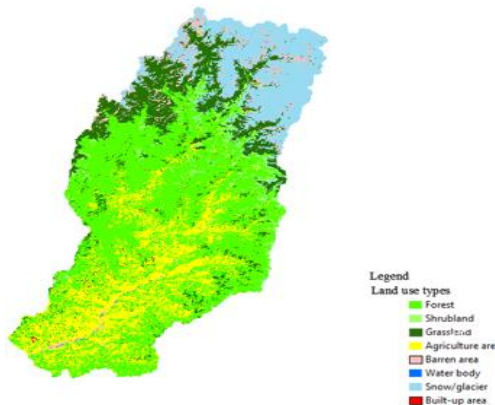 Legend
Land use types
Forest
Shrubland
Grassland
Agriculture are
Barren area
Water body
Snow/glacier
Built-up area